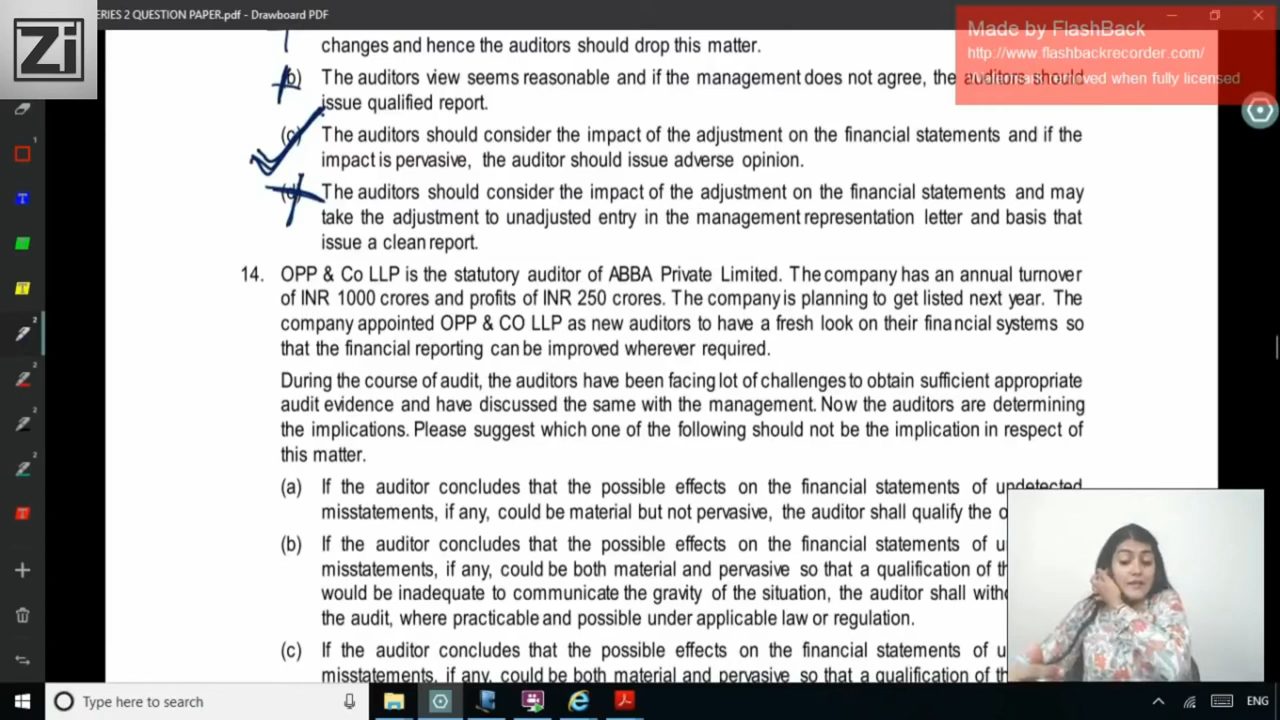 ERIES 2 QUESTION PAPER.pdf - Drawboard PDF
Zi
Made by FlashBack
http://www.flashbackrecorder.com/
removed when fully licensed
changes and hence the auditors should drop this matter.
(b) The auditors view seems reasonable and if the management does not agree, the auditors should
issue qualified report.
(c) The auditors should consider the impact of the adjustment on the financial statements and if the
impact is pervasive, the auditor should issue adverse opinion.
(d) The auditors should consider the impact of the adjustment on the financial statements and may
take the adjustment to unadjusted entry in the management representation letter and basis that
issue a clean report.
14. OPP & Co LLP is the statutory auditor of ABBA Private Limited. The company has an annual turnover
of INR 1000 crores and profits of INR 250 crores. The company is planning to get listed next year. The
company appointed OPP & CO LLP as new auditors to have a fresh look on their financial systems so
that the financial reporting can be improved wherever required.
During the course of audit, the auditors have been facing lot of challenges to obtain sufficient appropriate
audit evidence and have discussed the same with the management. Now the auditors are determining
the implications. Please suggest which one of the following should not be the implication in respect of
this matter.
(a) If the auditor concludes that the possible effects on the financial statements of undetected
misstatements, if any, could be material but not pervasive, the auditor shall qualify the
(b) If the auditor concludes that the possible effects on the financial statements of
misstatements, if any, could be both material and pervasive so that a qualification of
would be inadequate to communicate the gravity of the situation, the auditor shall
the audit, where practicable and possible under applicable law or regulation.
(c) If the auditor concludes that the possible effects on the financial statements of
misstatements, if any, could be both material and pervasive so that a qualification of
Type here to search
ENG